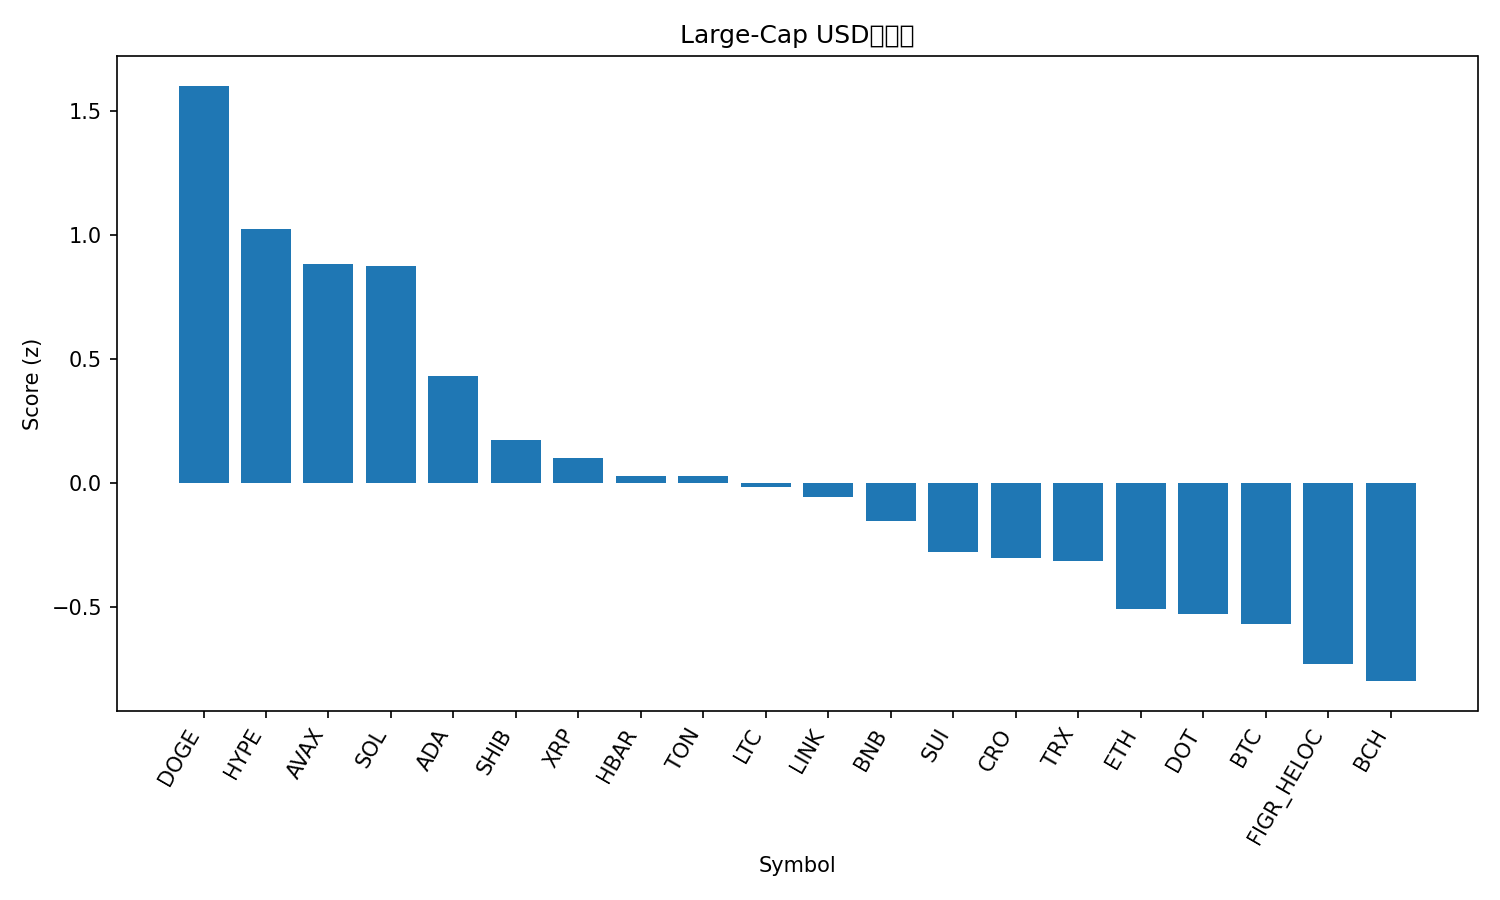 Large-Cap USD
Score (z)
1.5
1.0
0.5
0.0
−0.5
DOGE
HYPE
AVAX
SOL
ADA
SHIB
XRP
HBAR
TON
LTC
LINK
BNB
SUI
CRO
TRX
ETH
DOT
BTC
FIGR_HELOC
BCH
Symbol